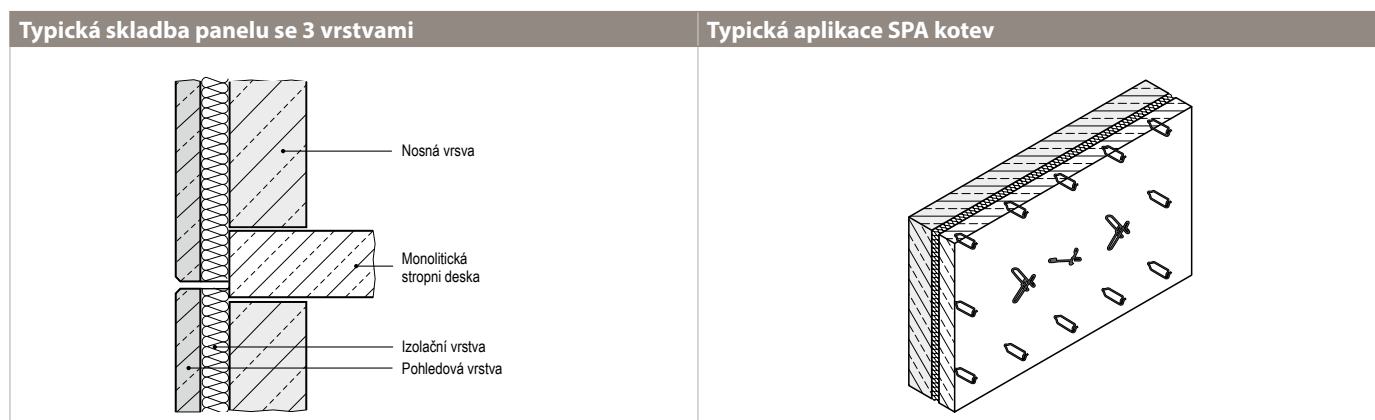 Typická skladba panelu se 3 vrstvami
Typická aplikace SPA kotev
Nosná vrsva
Monolitická
stropni deska
Izolační vrstva
Pohledová vrstva